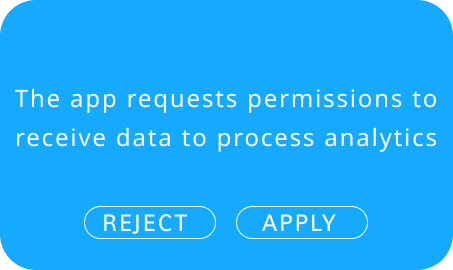 The app requests permissions to
receive data to process analytics
REJECT APPLY